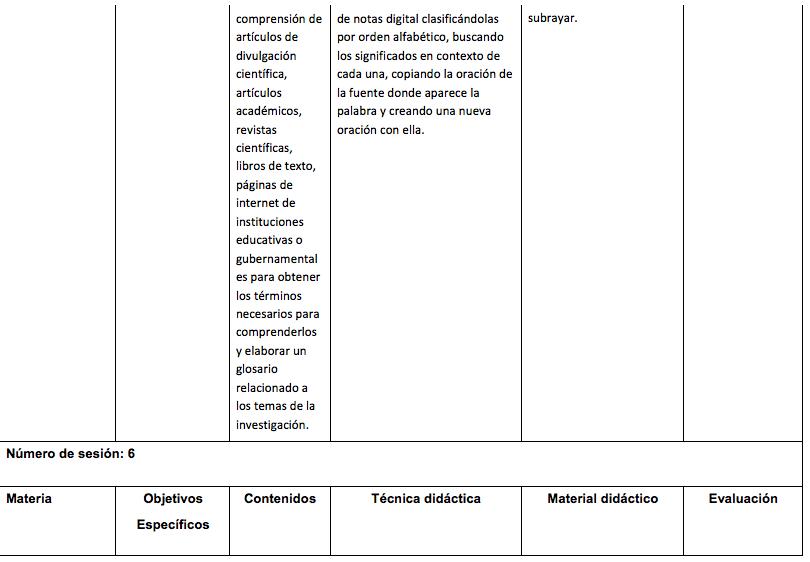 comprensión de
artículos de
divulgación
científica,
artículos
académicos,
revistas
científicas,
libros de texto,
páginas de
internet de
instituciones
educativas o
gubernamental
es para obtener
los términos
necesarios para
comprenderlos
y elaborar un
glosario
relacionado a
los temas de la
investigación.
de notas digital clasificándolas
por orden alfabético, buscando
los significados en contexto de
cada una, copiando la oración de
la fuente donde aparece la
palabra y creando una nueva
oración con ella.
subrayar.
Número de sesión: 6
Materia
Objetivos
Específicos
Contenidos
Técnica didáctica
Material didáctico
Evaluación